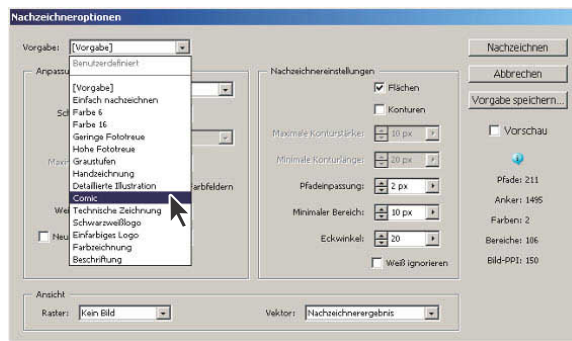 Nachzeichneroptionen
Vorgabe: [Vorgabe]
Benutzerdefiniert
[Vorgabe]
Einfach nachzeichnen
Farbe 6
Farbe 16
Geringe Fototreue
Hohe Fototreue
Graustufen
Handzeichnung
Detaillierte Illustration
Comic
Technische Zeichnung
Schwarzweißlogo
Einfarbiges Logo
Farbzeichnung
Beschriftung
Anpassu
Sch
Maxi
arbfeldern
Wei
Neu
Nachzeichnereinstellungen
Flächen
Konturen
Maximale Konturstärke: 10 px
Minimale Konturlänge: 20 px
Pfadeinpassung: 2 px
Minimaler Bereich: 10 px
Eckwinkel: 20
Weiß ignorieren
Nachzeichnen
Abbrechen
Vorgabe speichern...
Vorschau
Pfade: 211
Anker: 1495
Farben: 2
Bereiche: 106
Bild-PPI: 150
Ansicht
Raster: Kein Bild
Vektor: Nachzeichnerergebnis